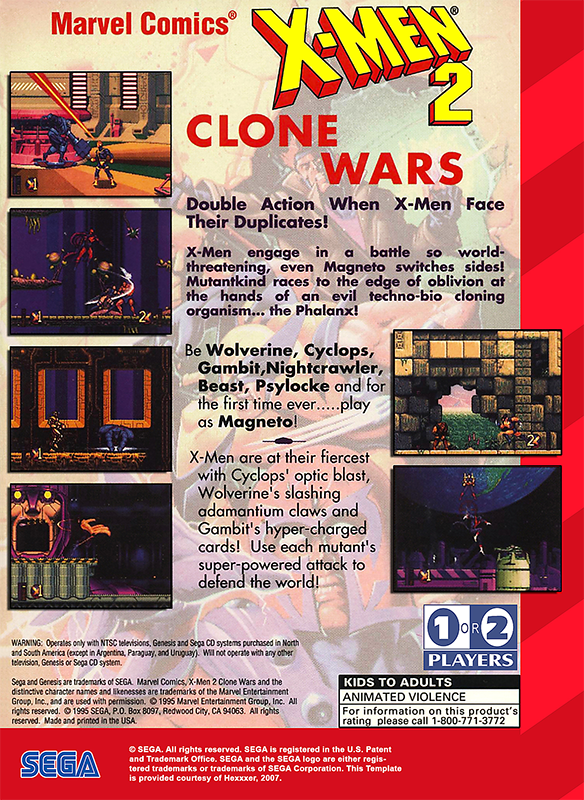 Marvel Comics®
X-MEN®
2
CLONE
WARS
Double Action When X-Men Face
Their Duplicates!
X-Men engage in a battle so world-
threatening, even Magneto switches sides!
Mutantkind races to the edge of oblivion at
the hands of an evil techno-bio cloning
organism... the Phalanx!
Be Wolverine, Cyclops,
Gambit,Nightcrawler,
Beast, Psylocke and for
the first time ever.....play
as Magneto!
X-Men are at their fiercest
with Cyclops' optic blast,
Wolverine's slashing
adamantium claws and
Gambit's hyper-charged
cards! Use each mutant's
super-powered attack to
defend the world!
1 OR 2
PLAYERS
WARNING: Operates only with NTSC televisions, Genesis and Sega CD systems purchased in North
and South America (except in Argentina, Paraguay, and Uruguay). Will not operate with any other
television, Genesis or Sega CD system.
Sega and Genesis are trademarks of SEGA. Marvel Comics, X-Men 2 Clone Wars and the
distinctive character names and likenesses are trademarks of the Marvel Entertainment
Group, Inc., and are used with permission. © 1995 Marvel Entertainment Group, Inc. All rights
reserved. © 1995 SEGA, P.O. Box 8097, Redwood City, CA 94063. All rights
reserved. Made and printed in the USA.
KIDS TO ADULTS
ANIMATED VIOLENCE
For information on this product's
rating please call 1-800-771-3772
SEGA
© SEGA. All rights reserved. SEGA is registered in the U.S. Patent
and Trademark Office. SEGA and the SEGA logo are either regis-
tered trademarks or trademarks of SEGA Corporation. This Template
is provided courtesy of Hexxxer, 2007.